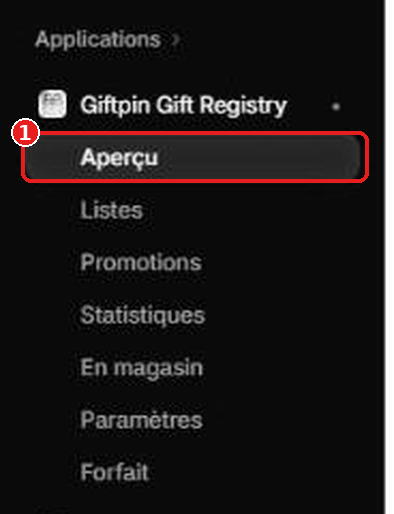 Applications
Giftpin Gift Registry
1
Aperçu
Listes
Promotions
Statistiques
En magasin
Paramètres
Forfait